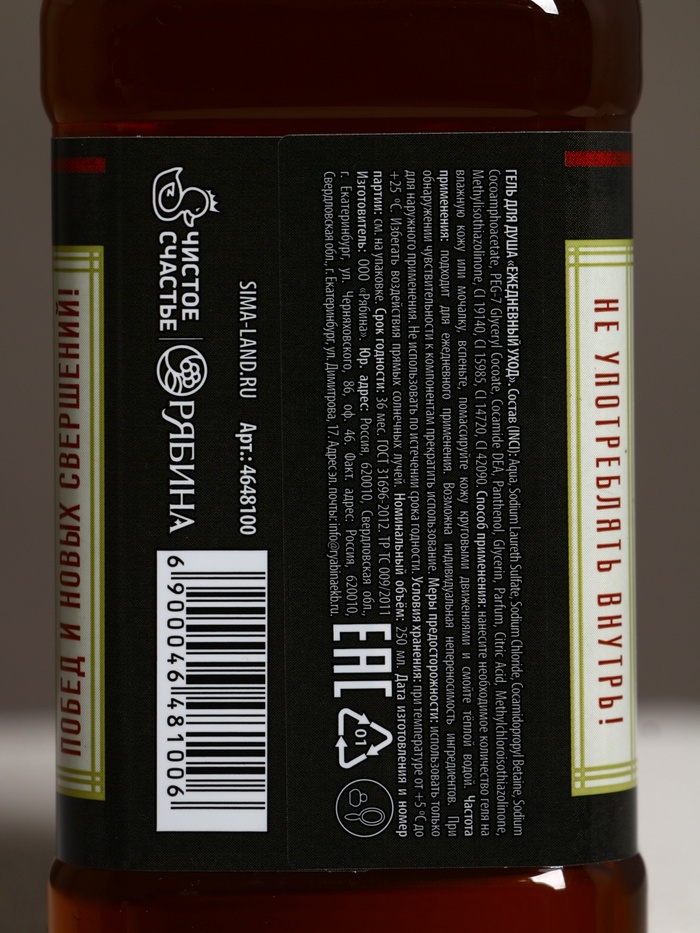 НЕ УПОТРЕБЛЯТЬ ВНУТРЬ!
ГЕЛЬ ДЛЯ ДУША «ЕЖЕДНЕВНЫЙ УХОД». Состав (INCI): Aqua, Sodium Laureth Sulfate, Sodium Chloride, Cocamidopropyl Betaine, Sodium
Cocoamphoacetate, PEG-7 Glyceryl Cocoate, Cocamide DEA, Panthenol, Glycerin, Parfum, Citric Acid, Methylchloroisothiazolinone,
Methylisothiazolinone, CI 19140, CI 15985, CI 14720, CI 42090. Способ применения: нанесите необходимое количество геля на
влажную кожу или мочалку, вспеньте, помассируйте кожу круговыми движениями и смойте тёплой водой. Частота
применения: подходит для ежедневного применения. Возможна индивидуальная непереносимость ингредиентов. При
обнаружении чувствительности к компонентам прекратить использование. Меры предосторожности: использовать только
для наружного применения. Не использовать по истечении срока годности. Условия хранения: при температуре от +5 °С до
+25 °С. Избегать воздействия прямых солнечных лучей. Номинальный объём: 250 мл. Дата изготовления и номер
партии: см. на упаковке. Срок годности: 36 мес. ГОСТ 31696-2012. ТР ТС 009/2011
Изготовитель: ООО «Рябина». Юр. адрес: Россия, 620010, Свердловская обл.,
г. Екатеринбург, ул. Черняховского, 86, оф. 46. Факт. адрес: Россия, 620010,
Свердловская обл., г. Екатеринбург, ул. Димитрова, 17. Адрес эл. почты: info@ryabinaekb.ru.
EAC
01
SIMA-LAND.RU Арт.: 4648100
ЧИСТОЕ
СЧАСТЬЕ
РЯБИНА
6 900046 481006
ПОБЕД И НОВЫХ СВЕРШЕНИЙ!